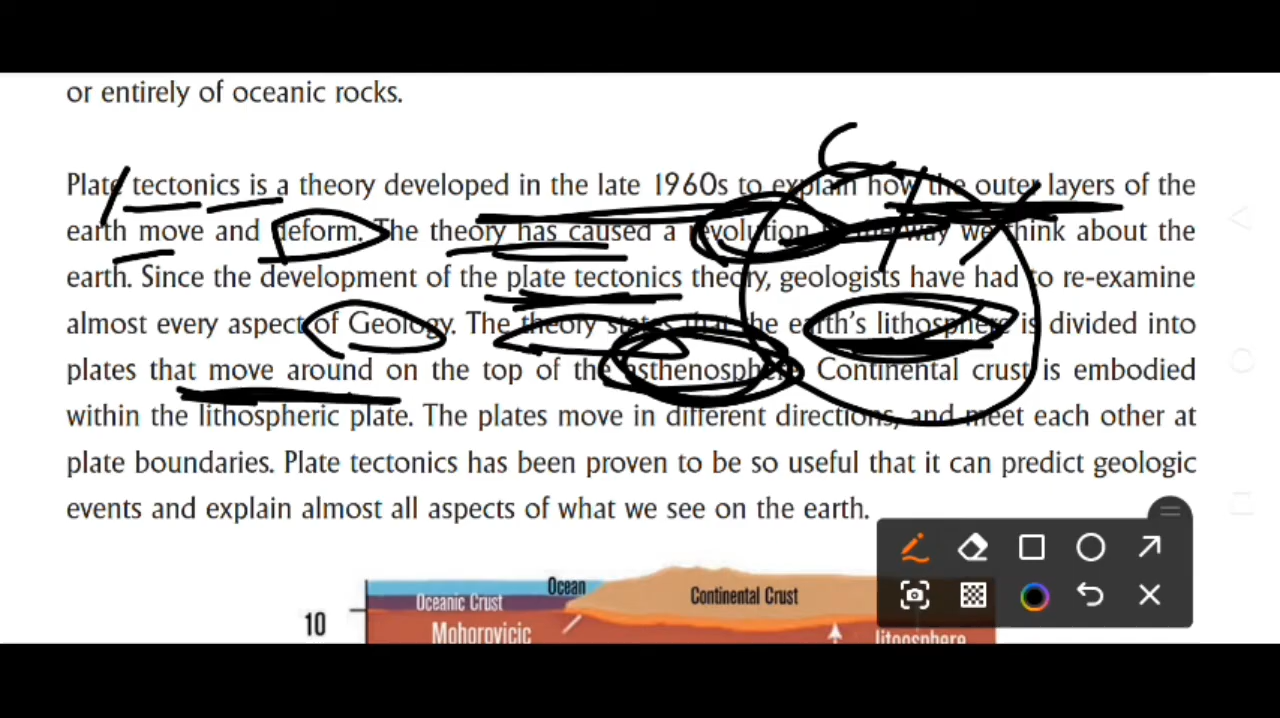 or entirely of oceanic rocks.
Plate tectonics is a theory developed in the late 1960s to explain how the outer layers of the
earth move and deform. The theory has caused a revolution in the way we think about the
earth. Since the development of the plate tectonics theory, geologists have had to re-examine
almost every aspect of Geology. The theory states that the earth's lithosphere is divided into
plates that move around on the top of the asthenosphere. Continental crust is embodied
within the lithospheric plate. The plates move in different directions, and meet each other at
plate boundaries. Plate tectonics has been proven to be so useful that it can predict geologic
events and explain almost all aspects of what we see on the earth.
Ocean
Oceanic Crust
Continental Crust
10
Mohorovicic
litoosphere